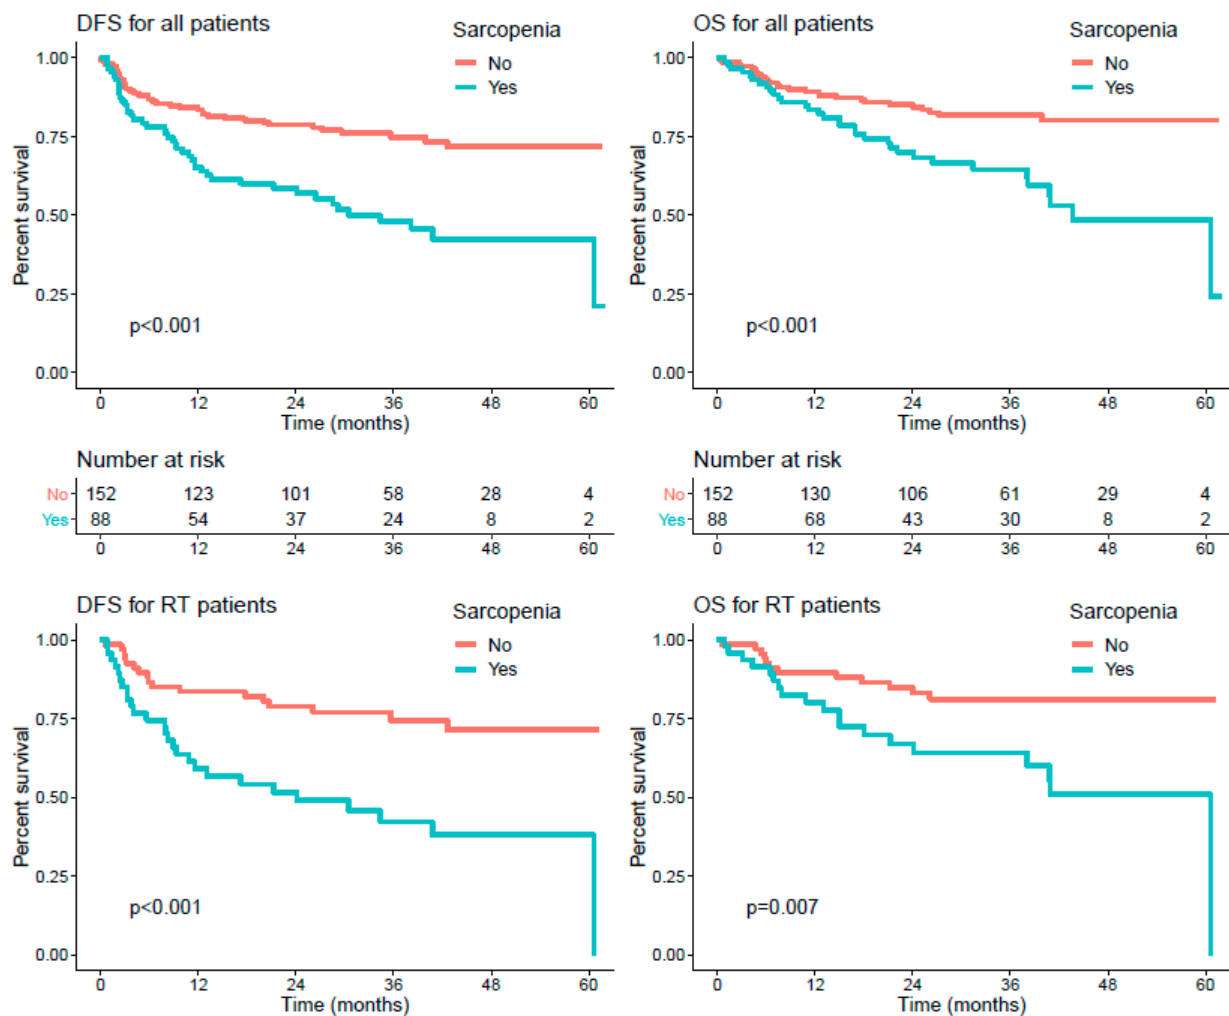 DFS for all patients
Sarcopenia
No
Yes
1.00
0.75
0.50
0.25
0.00
Percent survival
p<0.001
0 12 24 36 48 60
Time (months)
Number at risk
No 152 123 101 58 28 4
Yes 88 54 37 24 8 2
0 12 24 36 48 60
OS for all patients
Sarcopenia
No
Yes
1.00
0.75
0.50
0.25
0.00
Percent survival
p<0.001
0 12 24 36 48 60
Time (months)
Number at risk
No 152 130 106 61 29 4
Yes 88 68 43 30 8 2
0 12 24 36 48 60
DFS for RT patients
Sarcopenia
No
Yes
1.00
0.75
0.50
0.25
0.00
Percent survival
p<0.001
0 12 24 36 48 60
Time (months)
OS for RT patients
Sarcopenia
No
Yes
1.00
0.75
0.50
0.25
0.00
Percent survival
p=0.007
0 12 24 36 48 60
Time (months)